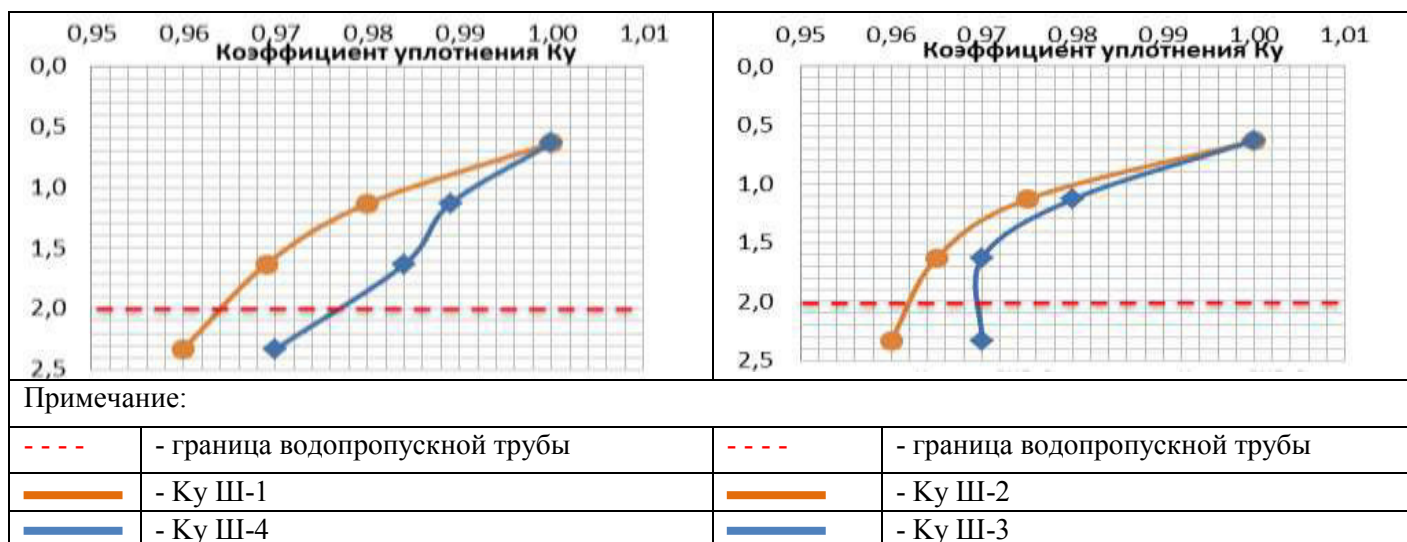 0,95 0,96 0,97 0,98 0,99 1,00 1,01
Коэффициент уплотнения Ку
0,0
0,5
1,0
1,5
2,0
2,5
0,95 0,96 0,97 0,98 0,99 1,00 1,01
Коэффициент уплотнения Ку
0,0
0,5
1,0
1,5
2,0
2,5
Примечание:
- граница водопропускной трубы
- граница водопропускной трубы
- Ку Ш-1
- Ку Ш-2
- Ку Ш-4
- Ку Ш-3